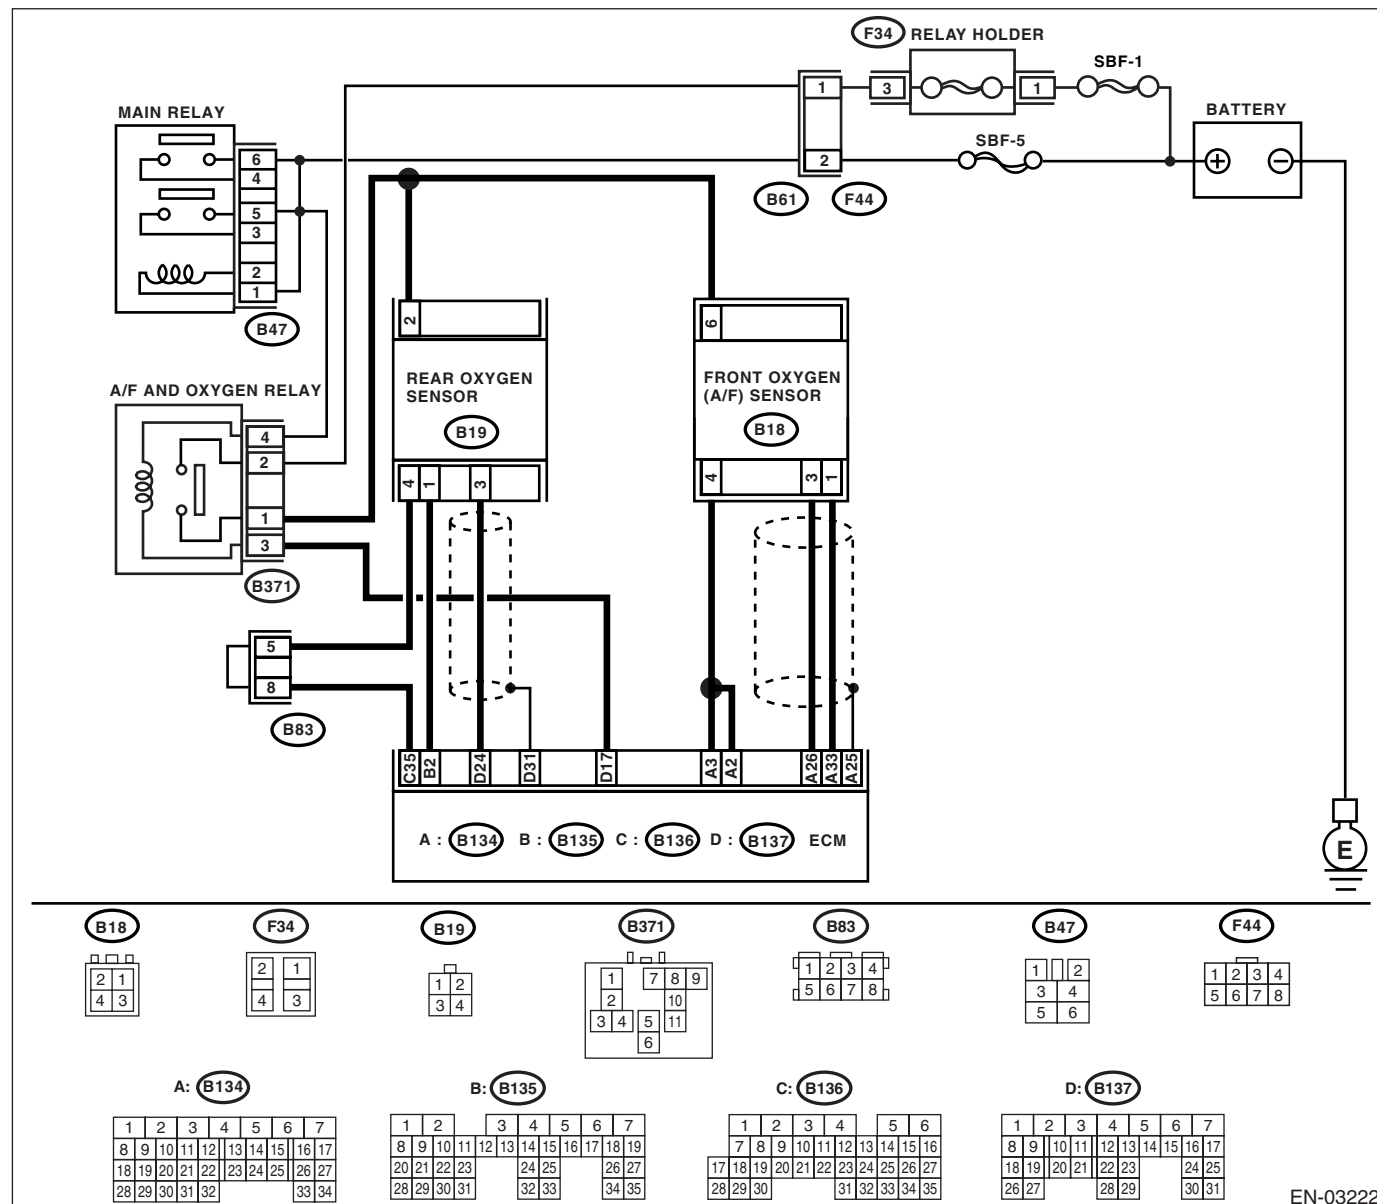 F34 RELAY HOLDER
SBF-1
MAIN RELAY
1 3 1
BATTERY
SBF-5
6
4
2
+ −
B61 F44
5
3
2
1
B47
2 6
A/F AND OXYGEN RELAY
REAR OXYGEN
SENSOR
B19
FRONT OXYGEN
(A/F) SENSOR
B18
4
2
1
3
B371
4 1 3
4 3 1
5
8
B83
C35 B2 D24 D31 D17 A3 A2 A26 A33 A25
A : B134 B : B135 C : B136 D : B137 ECM
E
B18 F34 B19 B371 B83 B47 F44
2 1
4 3
2 1
4 3
1 2
3 4
1 7 8 9
2 10
3 4 5 11
6
1 2 3 4
5 6 7 8
1 2
3 4
5 6
1 2 3 4
5 6 7 8
A: B134
1 2 3 4 5 6 7
8 9 10 11 12 13 14 15 16 17
18 19 20 21 22 23 24 25 26 27
28 29 30 31 32 33 34
B: B135
1 2 3 4 5 6 7
8 9 10 11 12 13 14 15 16 17 18 19
20 21 22 23 24 25 26 27
28 29 30 31 32 33 34 35
C: B136
1 2 3 4 5 6
7 8 9 10 11 12 13 14 15 16
17 18 19 20 21 22 23 24 25 26 27
28 29 30 31 32 33 34 35
D: B137
1 2 3 4 5 6 7
8 9 10 11 12 13 14 15 16 17
18 19 20 21 22 23 24 25
26 27 28 29 30 31
EN-03222